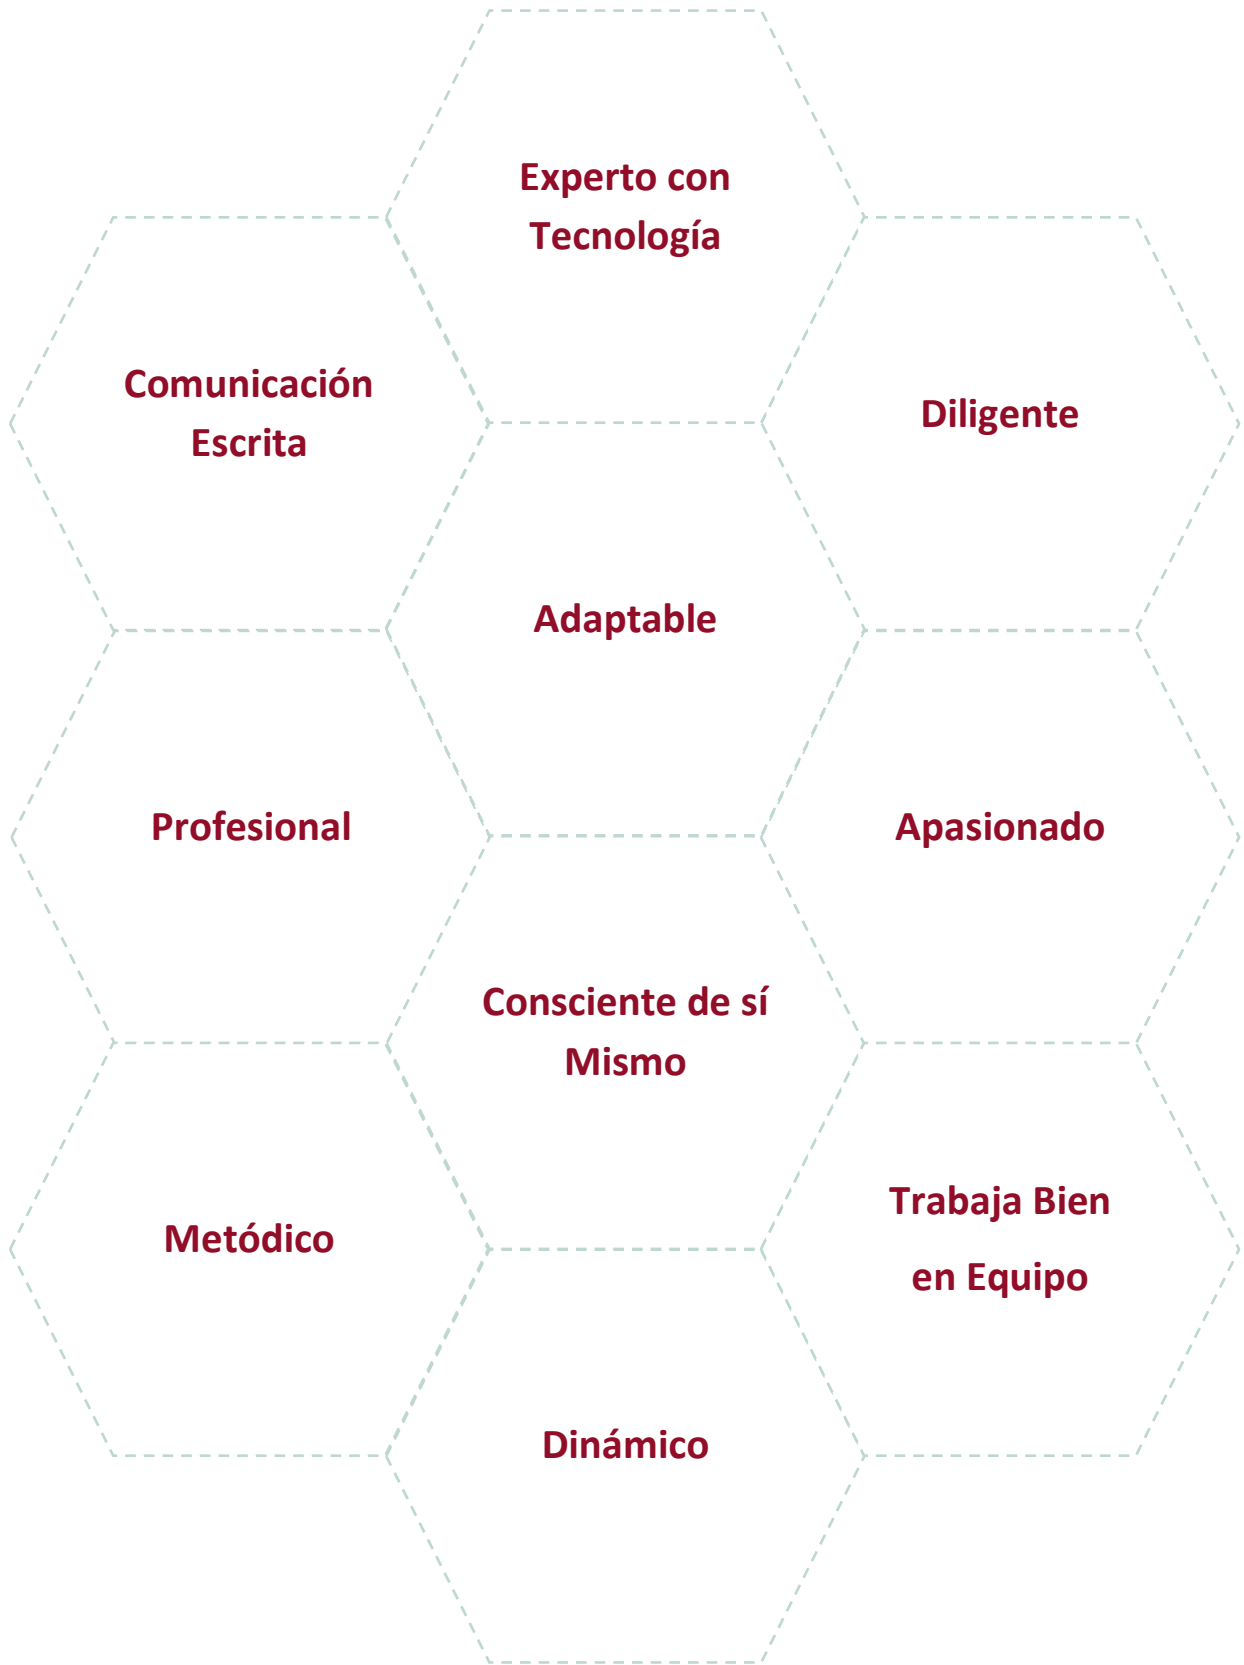 Experto con
Tecnología
Comunicación
Escrita
Diligente
Adaptable
Profesional
Apasionado
Consciente de sí
Mismo
Metódico
Trabaja Bien
en Equipo
Dinámico